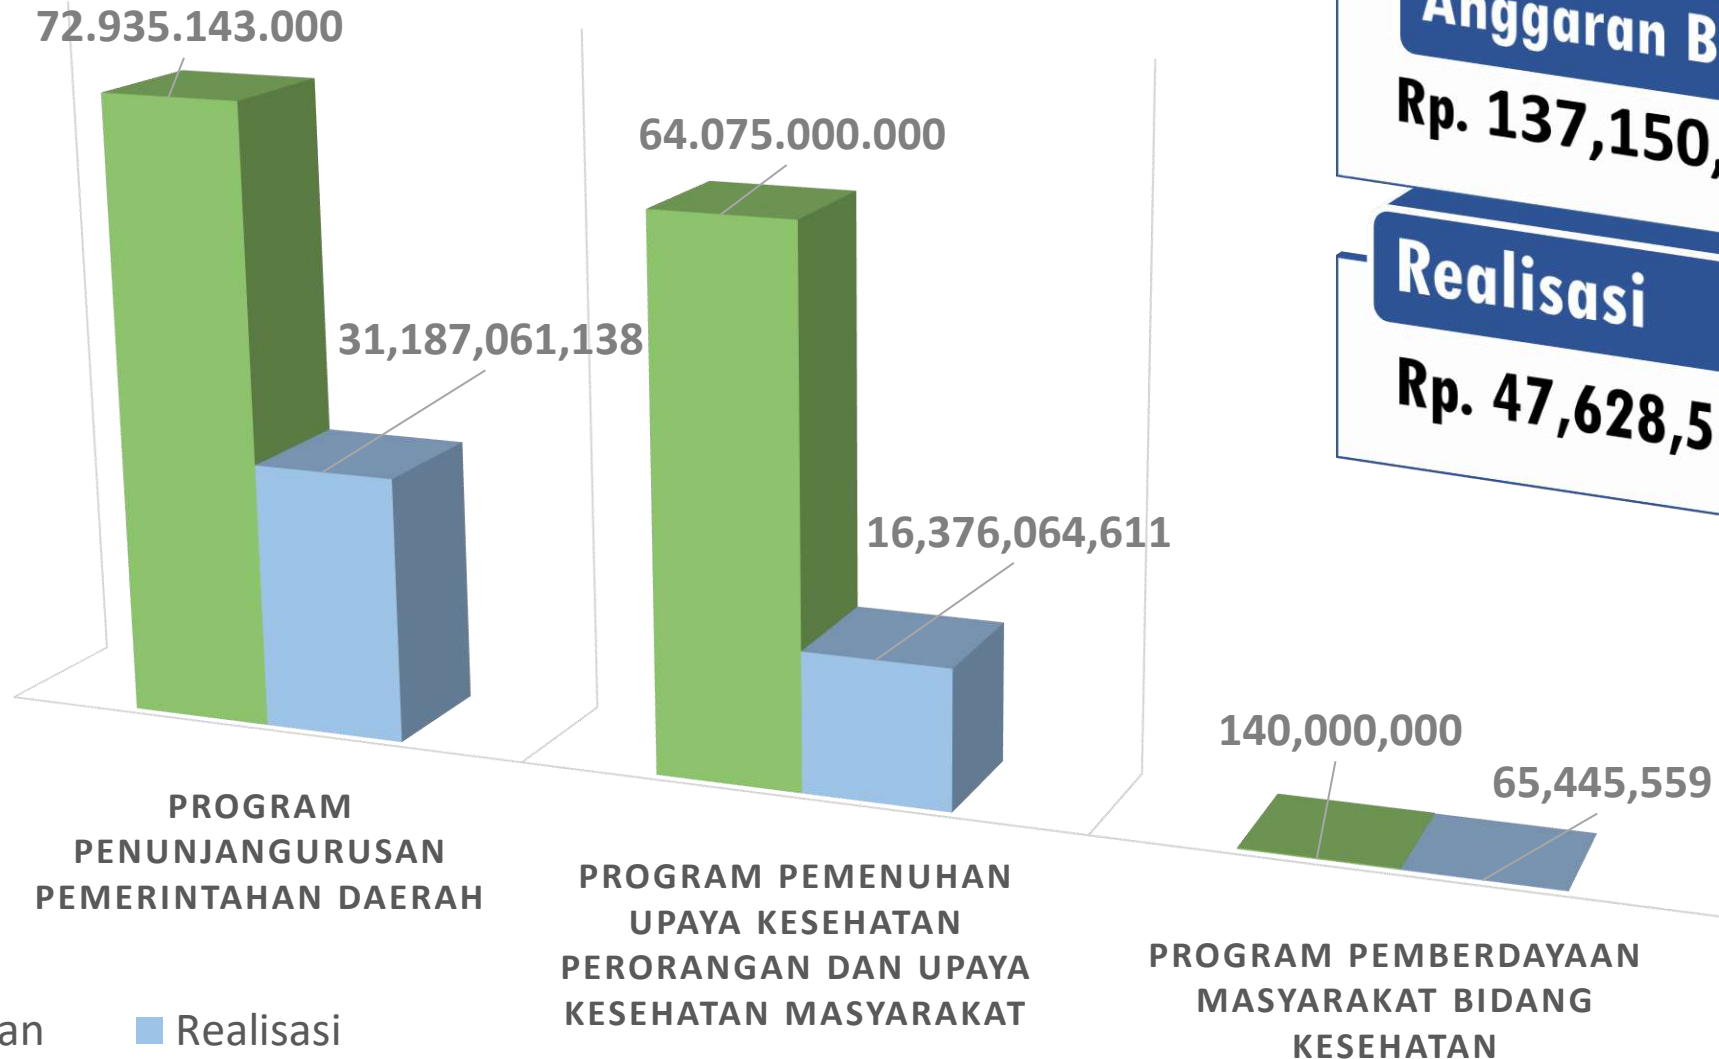 72.935.143.000
64.075.000.000
31,187,061,138
16,376,064,611
140,000,000
65,445,559
Anggaran B
Rp. 137,150,
Realisasi
Rp. 47,628,5
PROGRAM
PENUNJANGURUSAN
PEMERINTAHAN DAERAH
PROGRAM PEMENUHAN
UPAYA KESEHATAN
PERORANGAN DAN UPAYA
KESEHATAN MASYARAKAT
PROGRAM PEMBERDAYAAN
MASYARAKAT BIDANG
KESEHATAN
an
Realisasi